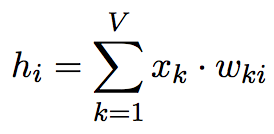 h_i = \sum_{k=1}^{V} x_k \cdot w_{ki}